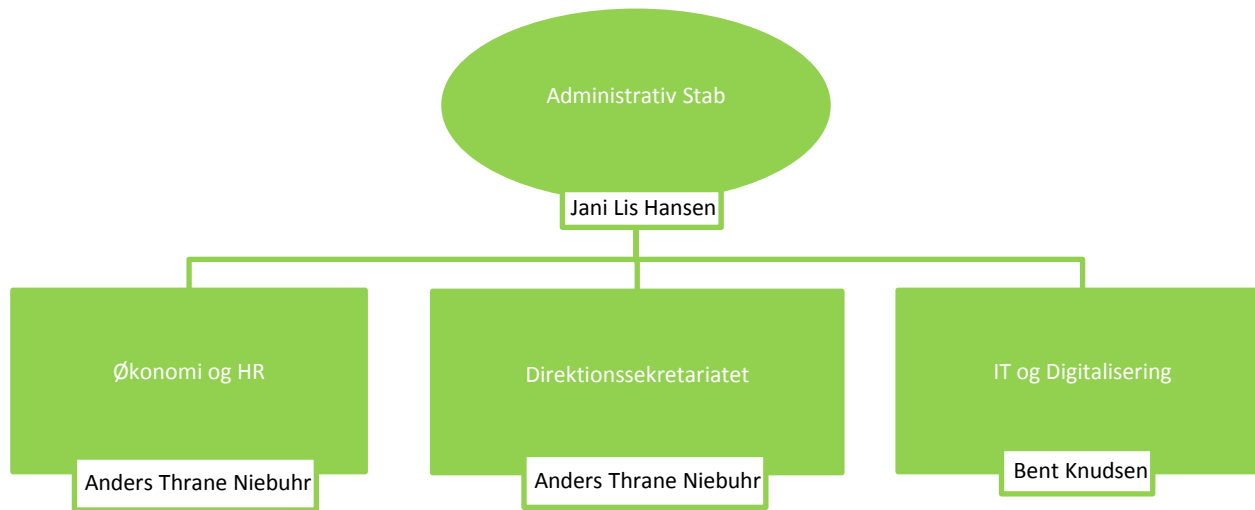 Administrativ Stab
Jani Lis Hansen
Økonomi og HR
Anders Thrane Niebuhr
Direktionssekretariatet
Anders Thrane Niebuhr
IT og Digitalisering
Bent Knudsen